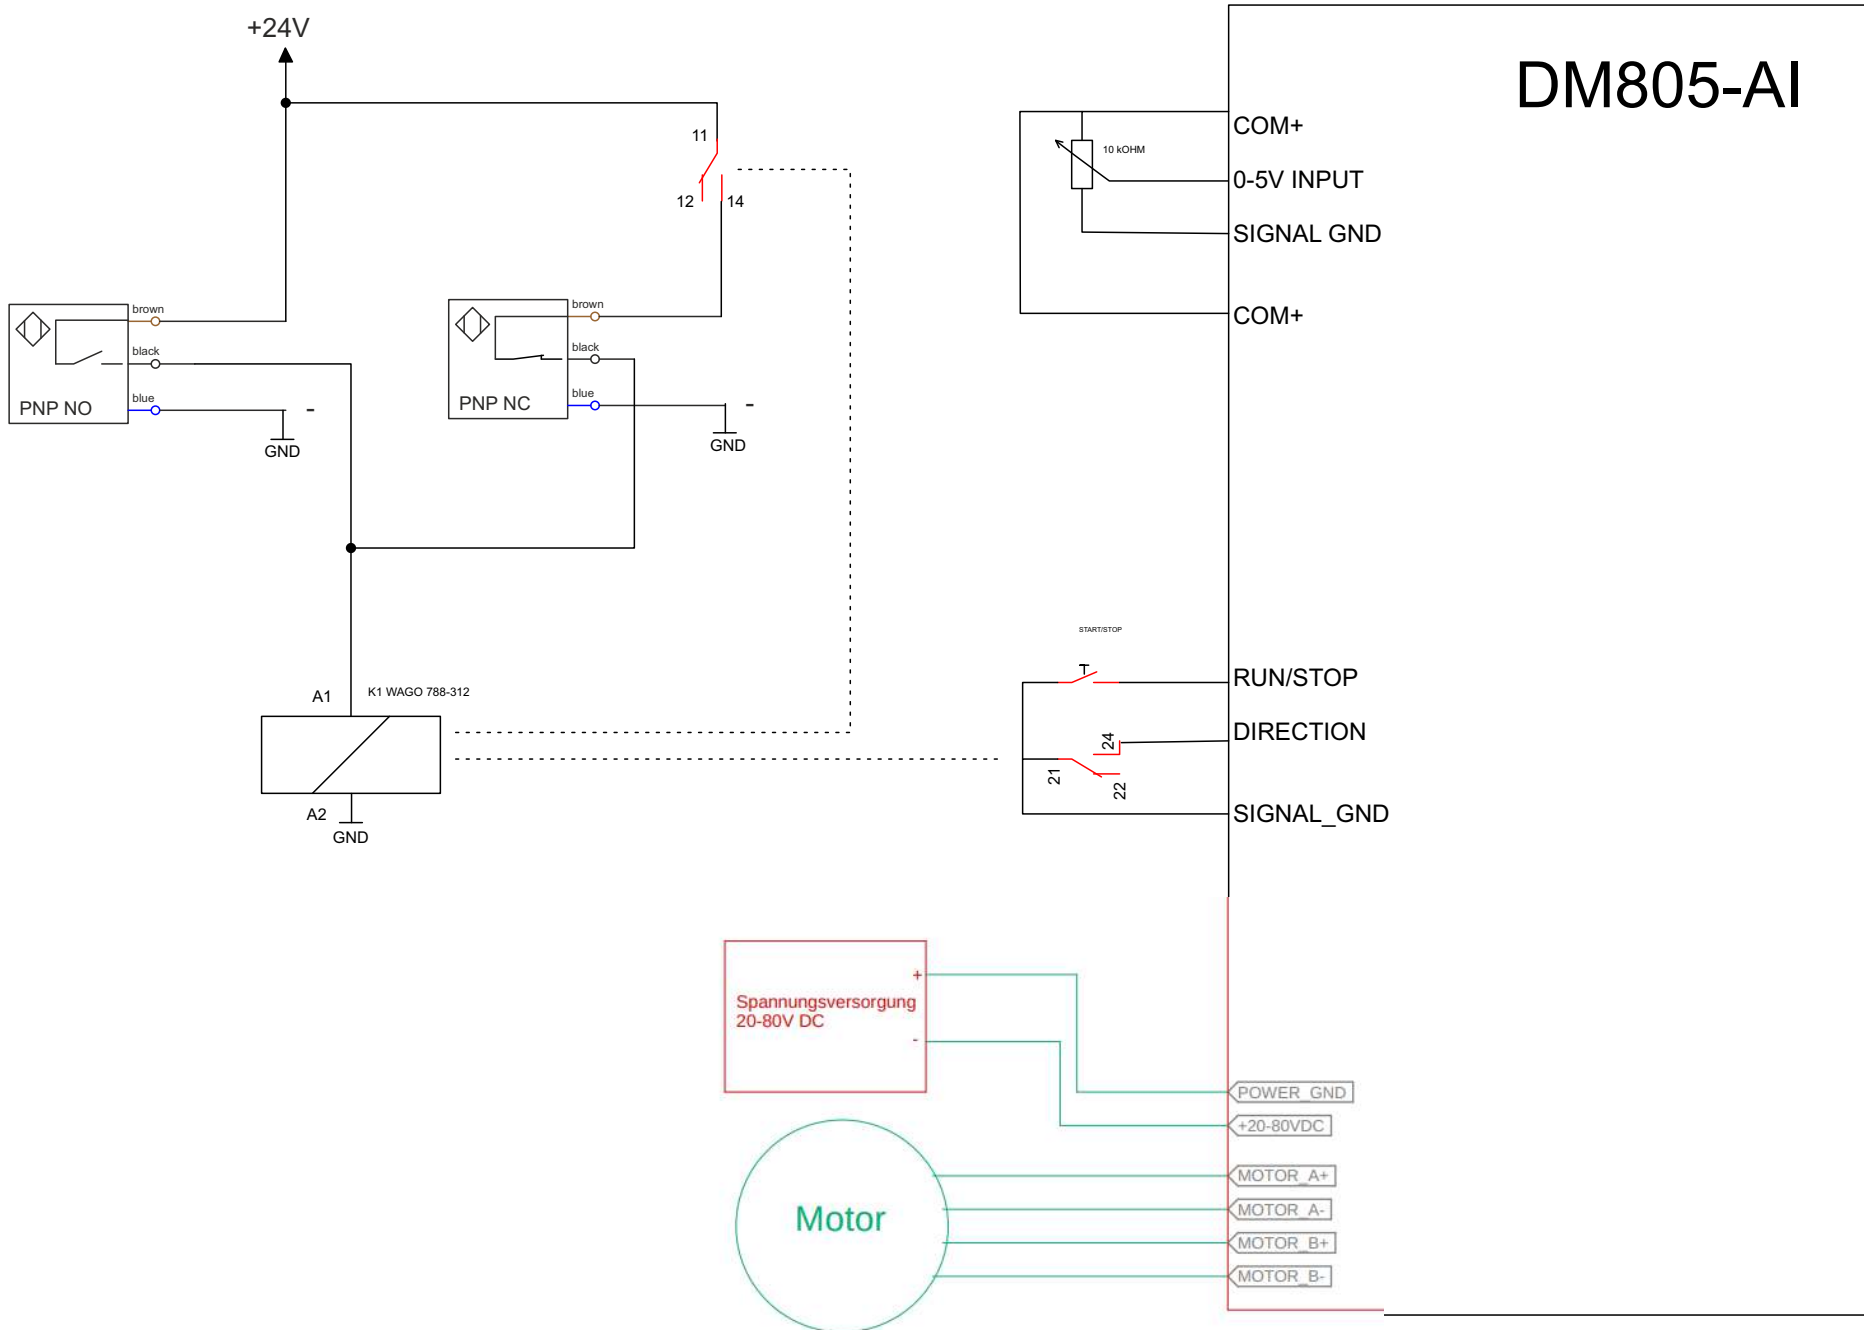 +24V
DM805-AI
11
12
14
COM+
10 kOHM
0-5V INPUT
SIGNAL GND
COM+
brown
black
blue
PNP NO
-
GND
brown
black
blue
PNP NC
-
GND
START/STOP
A1
K1 WAGO 788-312
A2
GND
RUN/STOP
DIRECTION
24
21
22
SIGNAL_GND
+
Spannungsversorgung
20-80V DC
-
POWER_GND
+20-80VDC
Motor
MOTOR_A+
MOTOR_A-
MOTOR_B+
MOTOR_B-